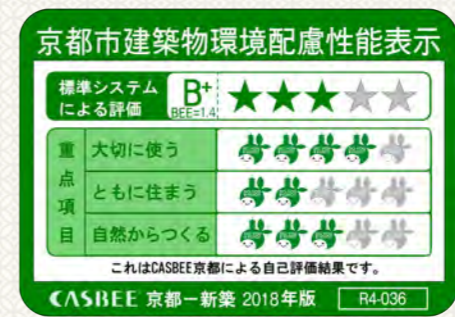 京都市建築物環境配慮性能表示
標準システム
による評価
B+
BEE=1.4
重点項目
大切に使う
ともに住まう
自然からつくる
これはCASBEE京都による自己評価結果です。
CASBEE 京都－新築 2018年版 R4-036